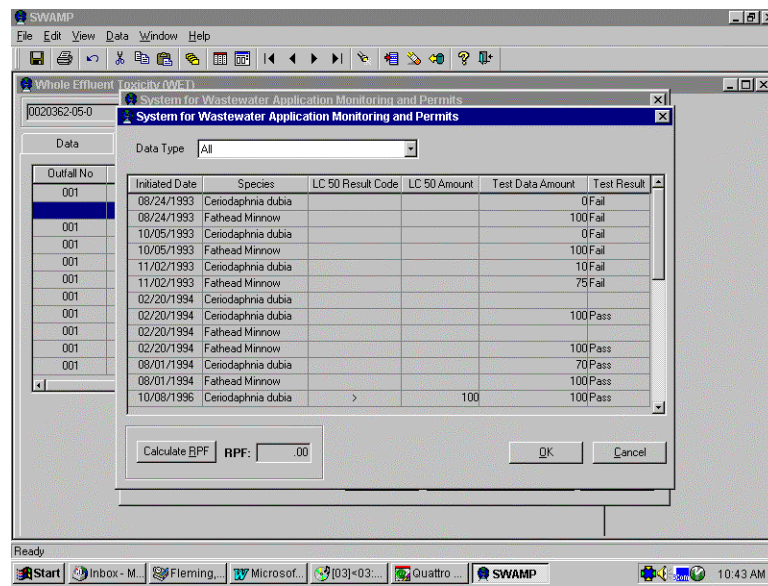 SWAMP
File Edit View Data Window Help
Whole Effluent Toxicity (WET)
0020362-05-0
System for Wastewater Application Monitoring and Permits
System for Wastewater Application Monitoring and Permits
Data
Data Type All
Outfall No
001
001
001
001
001
001
001
001
001
001
Initiated Date Species LC 50 Result Code LC 50 Amount Test Data Amount Test Result
08/24/1993 Ceriodaphnia dubia 0 Fail
08/24/1993 Fathead Minnow 100 Fail
10/05/1993 Ceriodaphnia dubia 0 Fail
10/05/1993 Fathead Minnow 100 Fail
11/02/1993 Ceriodaphnia dubia 10 Fail
11/02/1993 Fathead Minnow 75 Fail
02/20/1994 Ceriodaphnia dubia
02/20/1994 Ceriodaphnia dubia 100 Pass
02/20/1994 Fathead Minnow
02/20/1994 Fathead Minnow 100 Pass
08/01/1994 Ceriodaphnia dubia 70 Pass
08/01/1994 Fathead Minnow 100 Pass
10/08/1996 Ceriodaphnia dubia > 100 100 Pass
Calculate RPF RPF: .00 OK Cancel
Ready
Start Inbox - M... Fleming,... Microsof... [03]<03:... Quattro ... SWAMP 10:43 AM